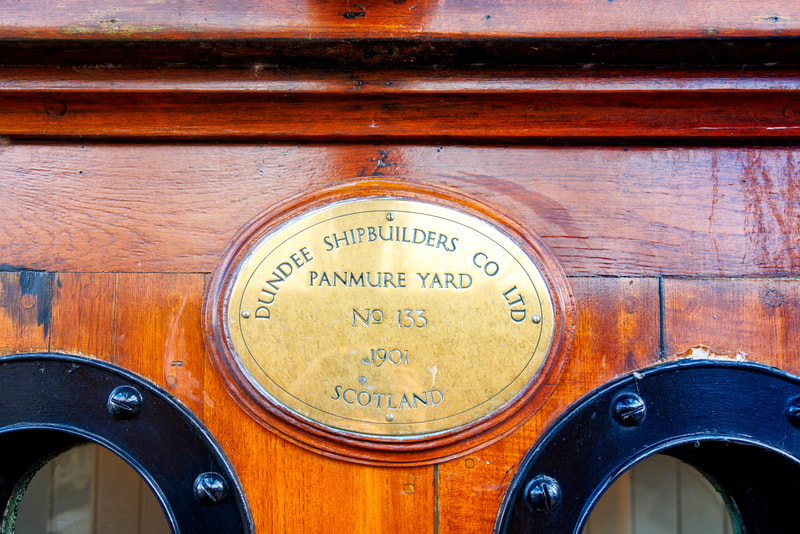 DUNDEE SHIPBUILDERS CO LTD
PANMURE YARD
Nº 133
1901
SCOTLAND